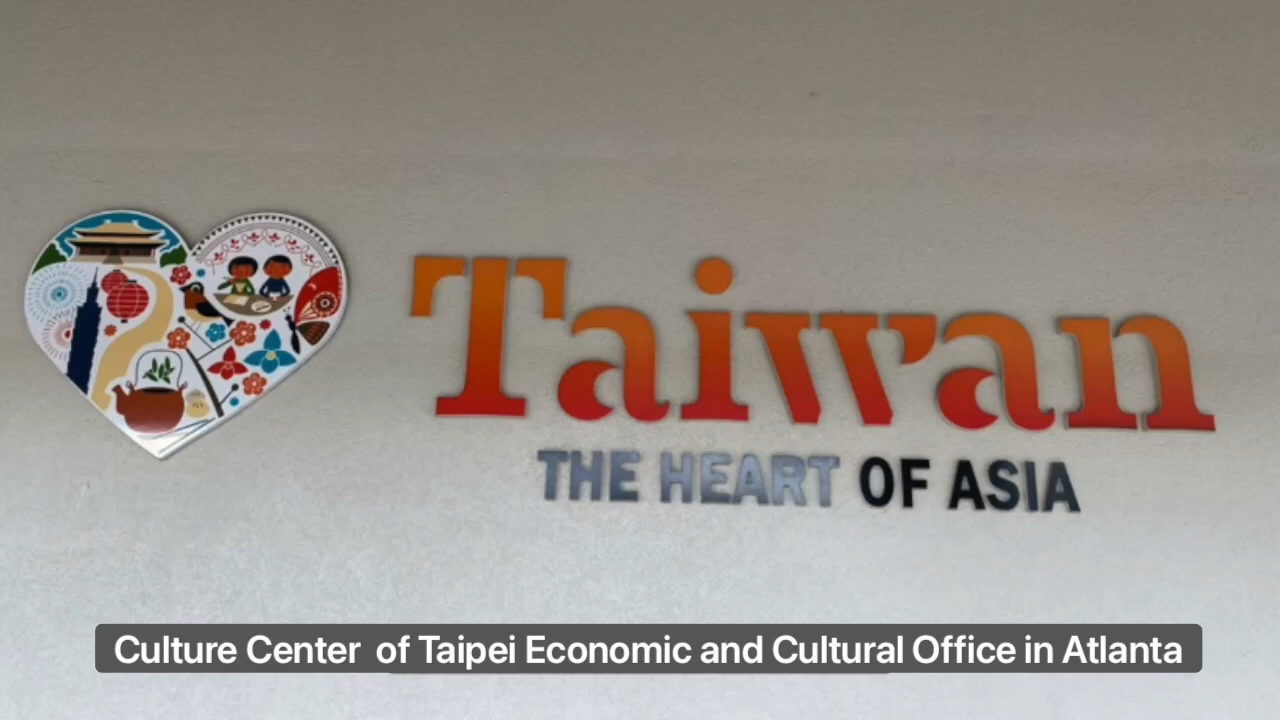 Taiwan
THE HEART OF ASIA
Culture Center of Taipei Economic and Cultural Office in Atlanta